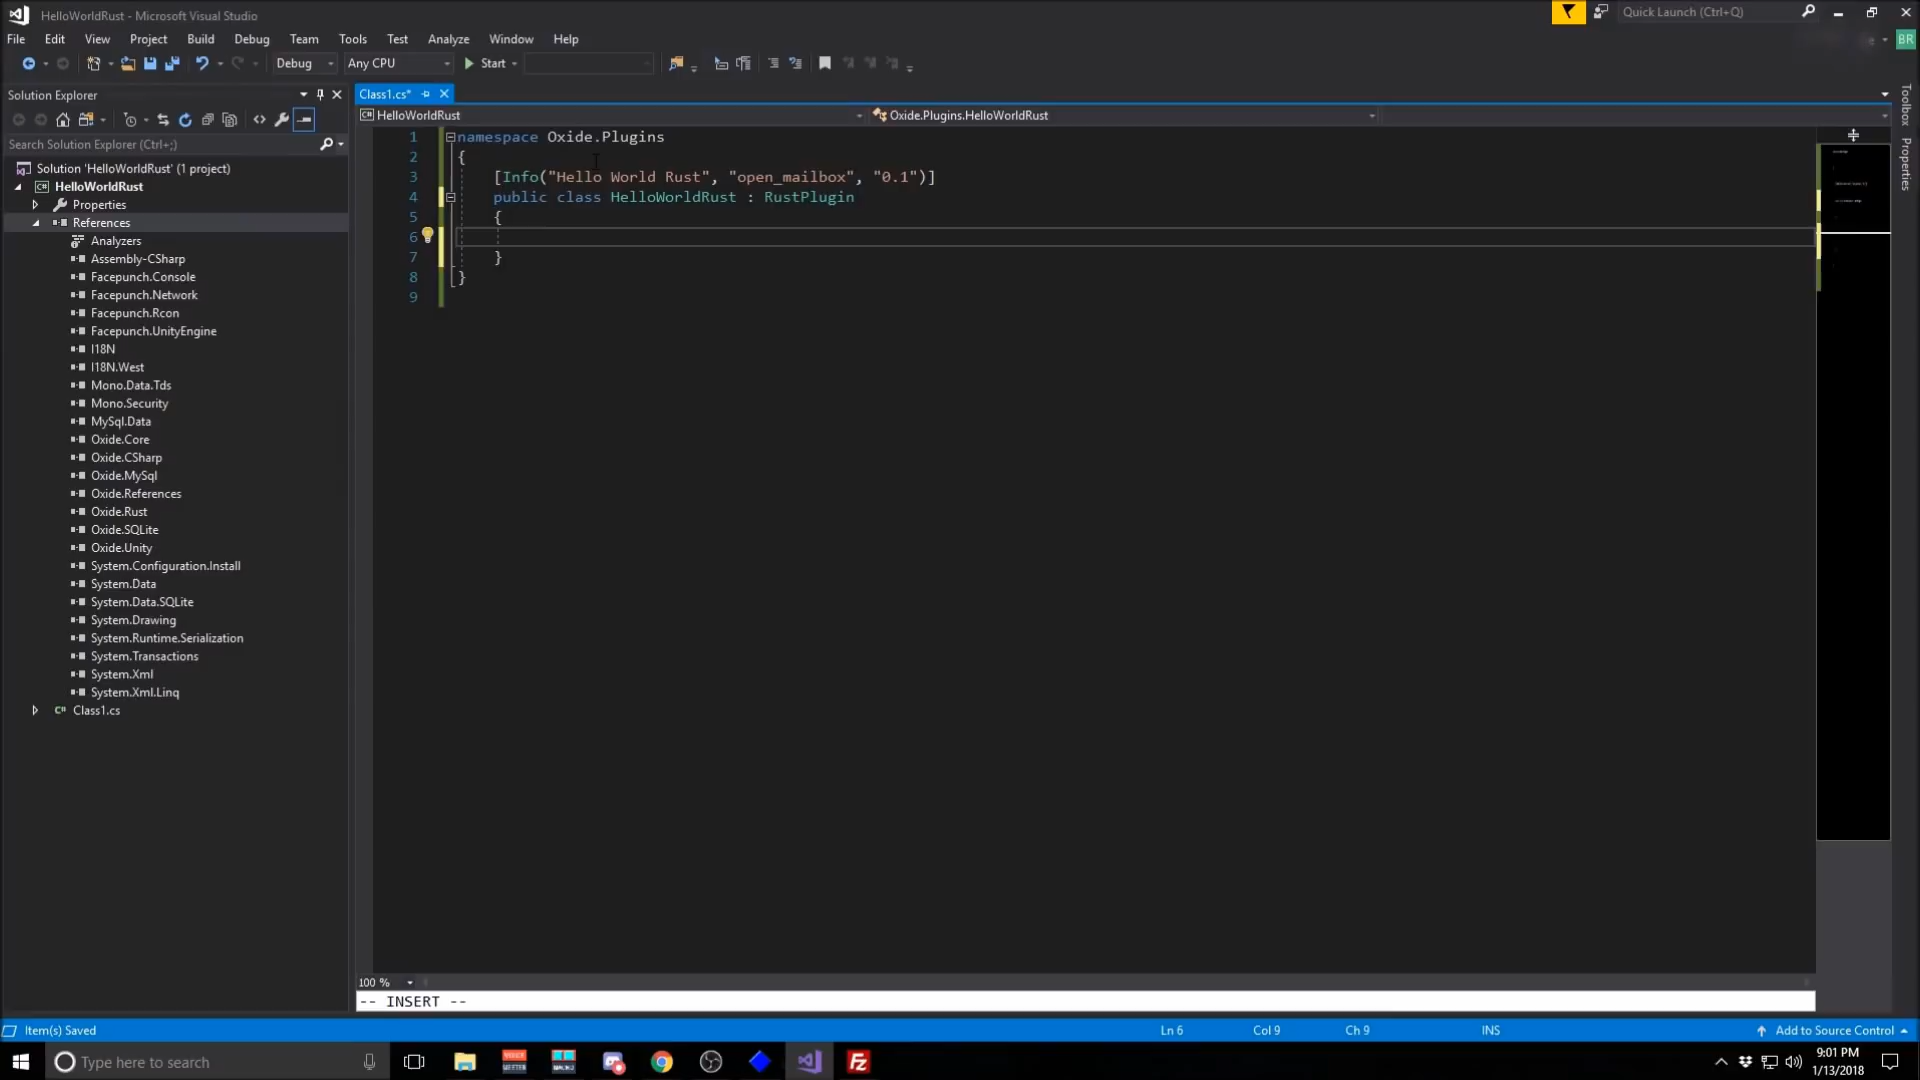 HelloWorldRust - Microsoft Visual Studio
Quick Launch (Ctrl+Q)
File Edit View Project Build Debug Team Tools Test Analyze Window Help
BR
Debug Any CPU Start
Solution Explorer
Class1.cs*
HelloWorldRust
Oxide.Plugins.HelloWorldRust
Search Solution Explorer (Ctrl+;)
Solution 'HelloWorldRust' (1 project)
HelloWorldRust
Properties
References
Analyzers
Assembly-CSharp
Facepunch.Console
Facepunch.Network
Facepunch.Rcon
Facepunch.UnityEngine
I18N
I18N.West
Mono.Data.Tds
Mono.Security
MySql.Data
Oxide.Core
Oxide.CSharp
Oxide.MySql
Oxide.References
Oxide.Rust
Oxide.SQLite
Oxide.Unity
System.Configuration.Install
System.Data
System.Data.SQLite
System.Drawing
System.Runtime.Serialization
System.Transactions
System.Xml
System.Xml.Linq
Class1.cs
1 namespace Oxide.Plugins
2 {
3 [Info("Hello World Rust", "open_mailbox", "0.1")]
4 public class HelloWorldRust : RustPlugin
5 {
6
7 }
8 }
9
Toolbox
Properties
100 %
-- INSERT --
Item(s) Saved
Ln 6 Col 9 Ch 9 INS Add to Source Control
Type here to search
9:01 PM
1/13/2018